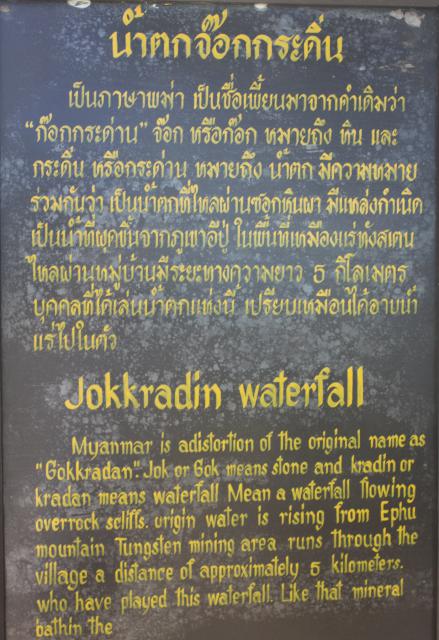 น้ำตกจ๊อกกระดิ่น
เป็นภาษาพม่า เป็นชื่อเพี้ยนมาจากคำเดิมว่า
“ก๊อกกระด่าน” จ๊อก หรือก๊อก หมายถึง หิน และ
กระดิ่น หรือกระด่าน หมายถึง น้ำตก มีความหมาย
ร่วมกันว่า เป็นน้ำตกที่ไหลผ่านซอกหินผา มีแหล่งกำเนิด
เป็นน้ำที่ผุดขึ้นจากภูเขาอีปู่ ในพื้นที่เหมืองแร่ทังสเตน
ไหลผ่านหมู่บ้านมีระยะทางความยาว 5 กิโลเมตร
บุคคลที่ได้เล่นน้ำตกแห่งนี้ เปรียบเหมือนได้อาบน้ำ
แร่ไปในตัว
Jokkradin waterfall
Myanmar is adistortion of the original name as
"Gokkradan". Jok or Gok means stone and kradin or
kradan means waterfall Mean a waterfall flowing
overrock scliffs. origin water is rising from Ephu
mountain Tungsten mining area runs through the
village a distance of approximately 5 kilometers.
who have played this waterfall. Like that mineral
bathin the